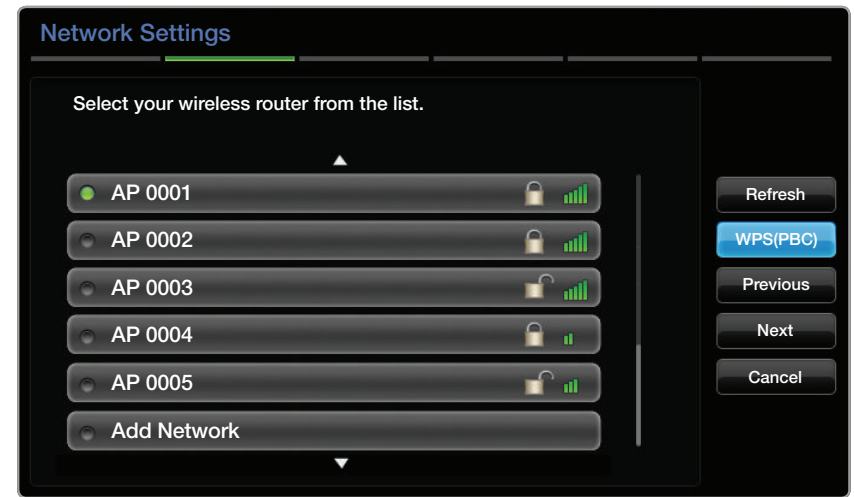 Network Settings
Select your wireless router from the list.
AP 0001
AP 0002
AP 0003
AP 0004
AP 0005
Add Network
Refresh
WPS(PBC)
Previous
Next
Cancel